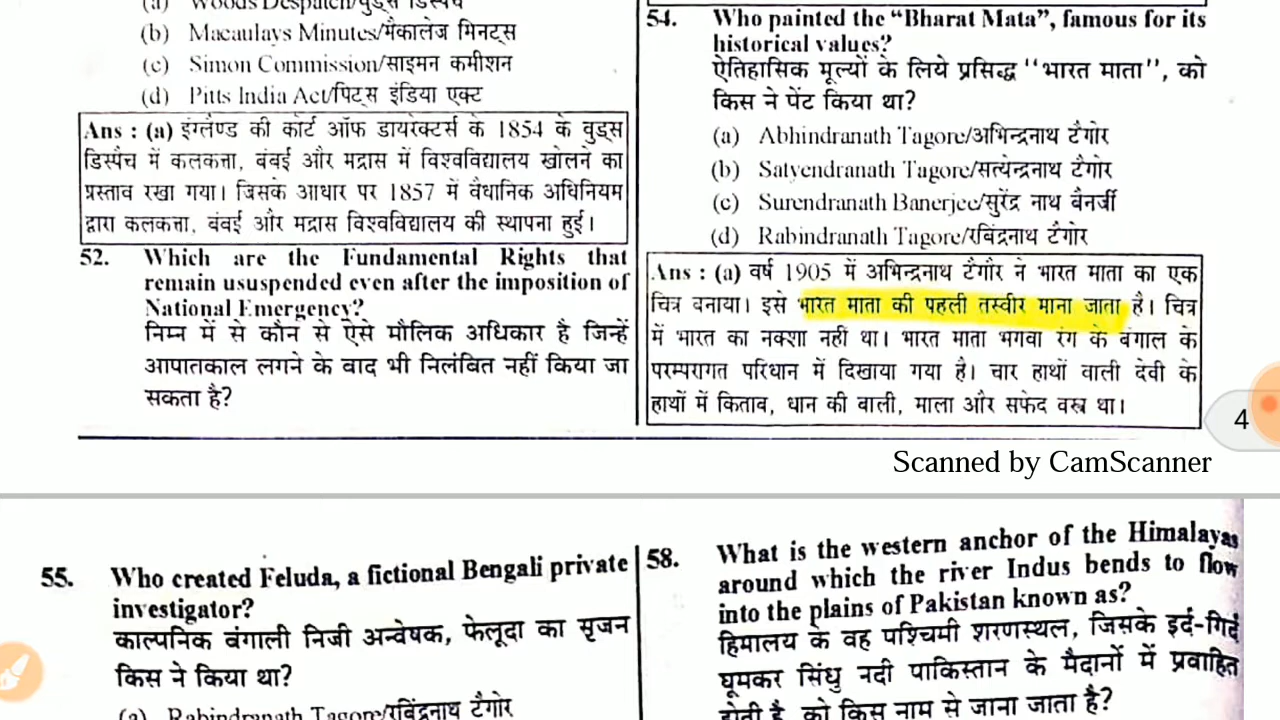 (a) Woods Despatch/वुड्स डिस्पैच
(b) Macaulays Minutes/मैकालेज मिनट्स
(c) Simon Commission/साइमन कमीशन
(d) Pitts India Act/पिट्स इंडिया एक्ट
Ans : (a) इंग्लैण्ड की कोर्ट ऑफ डायरेक्टर्स के 1854 के वुड्स
डिस्पैच में कलकत्ता, बंबई और मद्रास में विश्वविद्यालय खोलने का
प्रस्ताव रखा गया। जिसके आधार पर 1857 में वैधानिक अधिनियम
द्वारा कलकत्ता, बंबई और मद्रास विश्वविद्यालय की स्थापना हुई।
52. Which are the Fundamental Rights that
remain ususpended even after the imposition of
National Emergency?
निम्न में से कौन से ऐसे मौलिक अधिकार है जिन्हें
आपातकाल लगने के बाद भी निलंबित नहीं किया जा
सकता है?
54. Who painted the “Bharat Mata”, famous for its
historical values?
ऐतिहासिक मूल्यों के लिये प्रसिद्ध ‘‘भारत माता’’, को
किस ने पेंट किया था?
(a) Abhindranath Tagore/अभिन्द्रनाथ टैगोर
(b) Satyendranath Tagore/सत्येन्द्रनाथ टैगोर
(c) Surendranath Banerjee/सुरेंद्र नाथ बैनर्जी
(d) Rabindranath Tagore/रबिंद्रनाथ टैगोर
Ans : (a) वर्ष 1905 में अभिन्द्रनाथ टैगौर ने भारत माता का एक
चित्र बनाया। इसे भारत माता की पहली तस्वीर माना जाता है। चित्र
में भारत का नक्शा नहीं था। भारत माता भगवा रंग के बंगाल के
परम्परागत परिधान में दिखाया गया है। चार हाथों वाली देवी के
हाथों में किताब, धान की बाली, माला और सफेद वस्त्र था।
4
Scanned by CamScanner
55. Who created Feluda, a fictional Bengali private
investigator?
काल्पनिक बंगाली निजी अन्वेषक, फेलूदा का सृजन
किस ने किया था?
(a) Rabindranath Tagore/रबिंद्रनाथ टैगोर
58. What is the western anchor of the Himalayas
around which the river Indus bends to flow
into the plains of Pakistan known as?
हिमालय के वह पश्चिमी शरणस्थल, जिसके इर्द-गिर्द
घूमकर सिंधु नदी पाकिस्तान के मैदानों में प्रवाहित
होती है, को किस नाम से जाना जाता है?